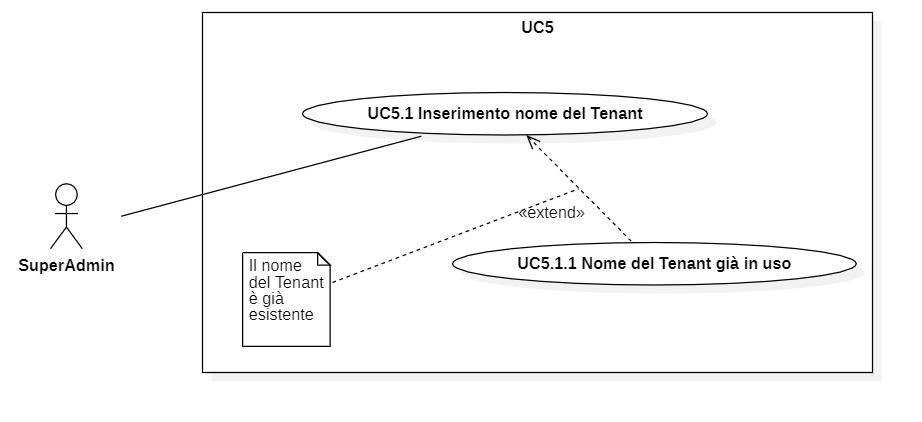 UC5
UC5.1 Inserimento nome del Tenant
«extend»
SuperAdmin
Il nome
del Tenant
è già
esistente
UC5.1.1 Nome del Tenant già in uso